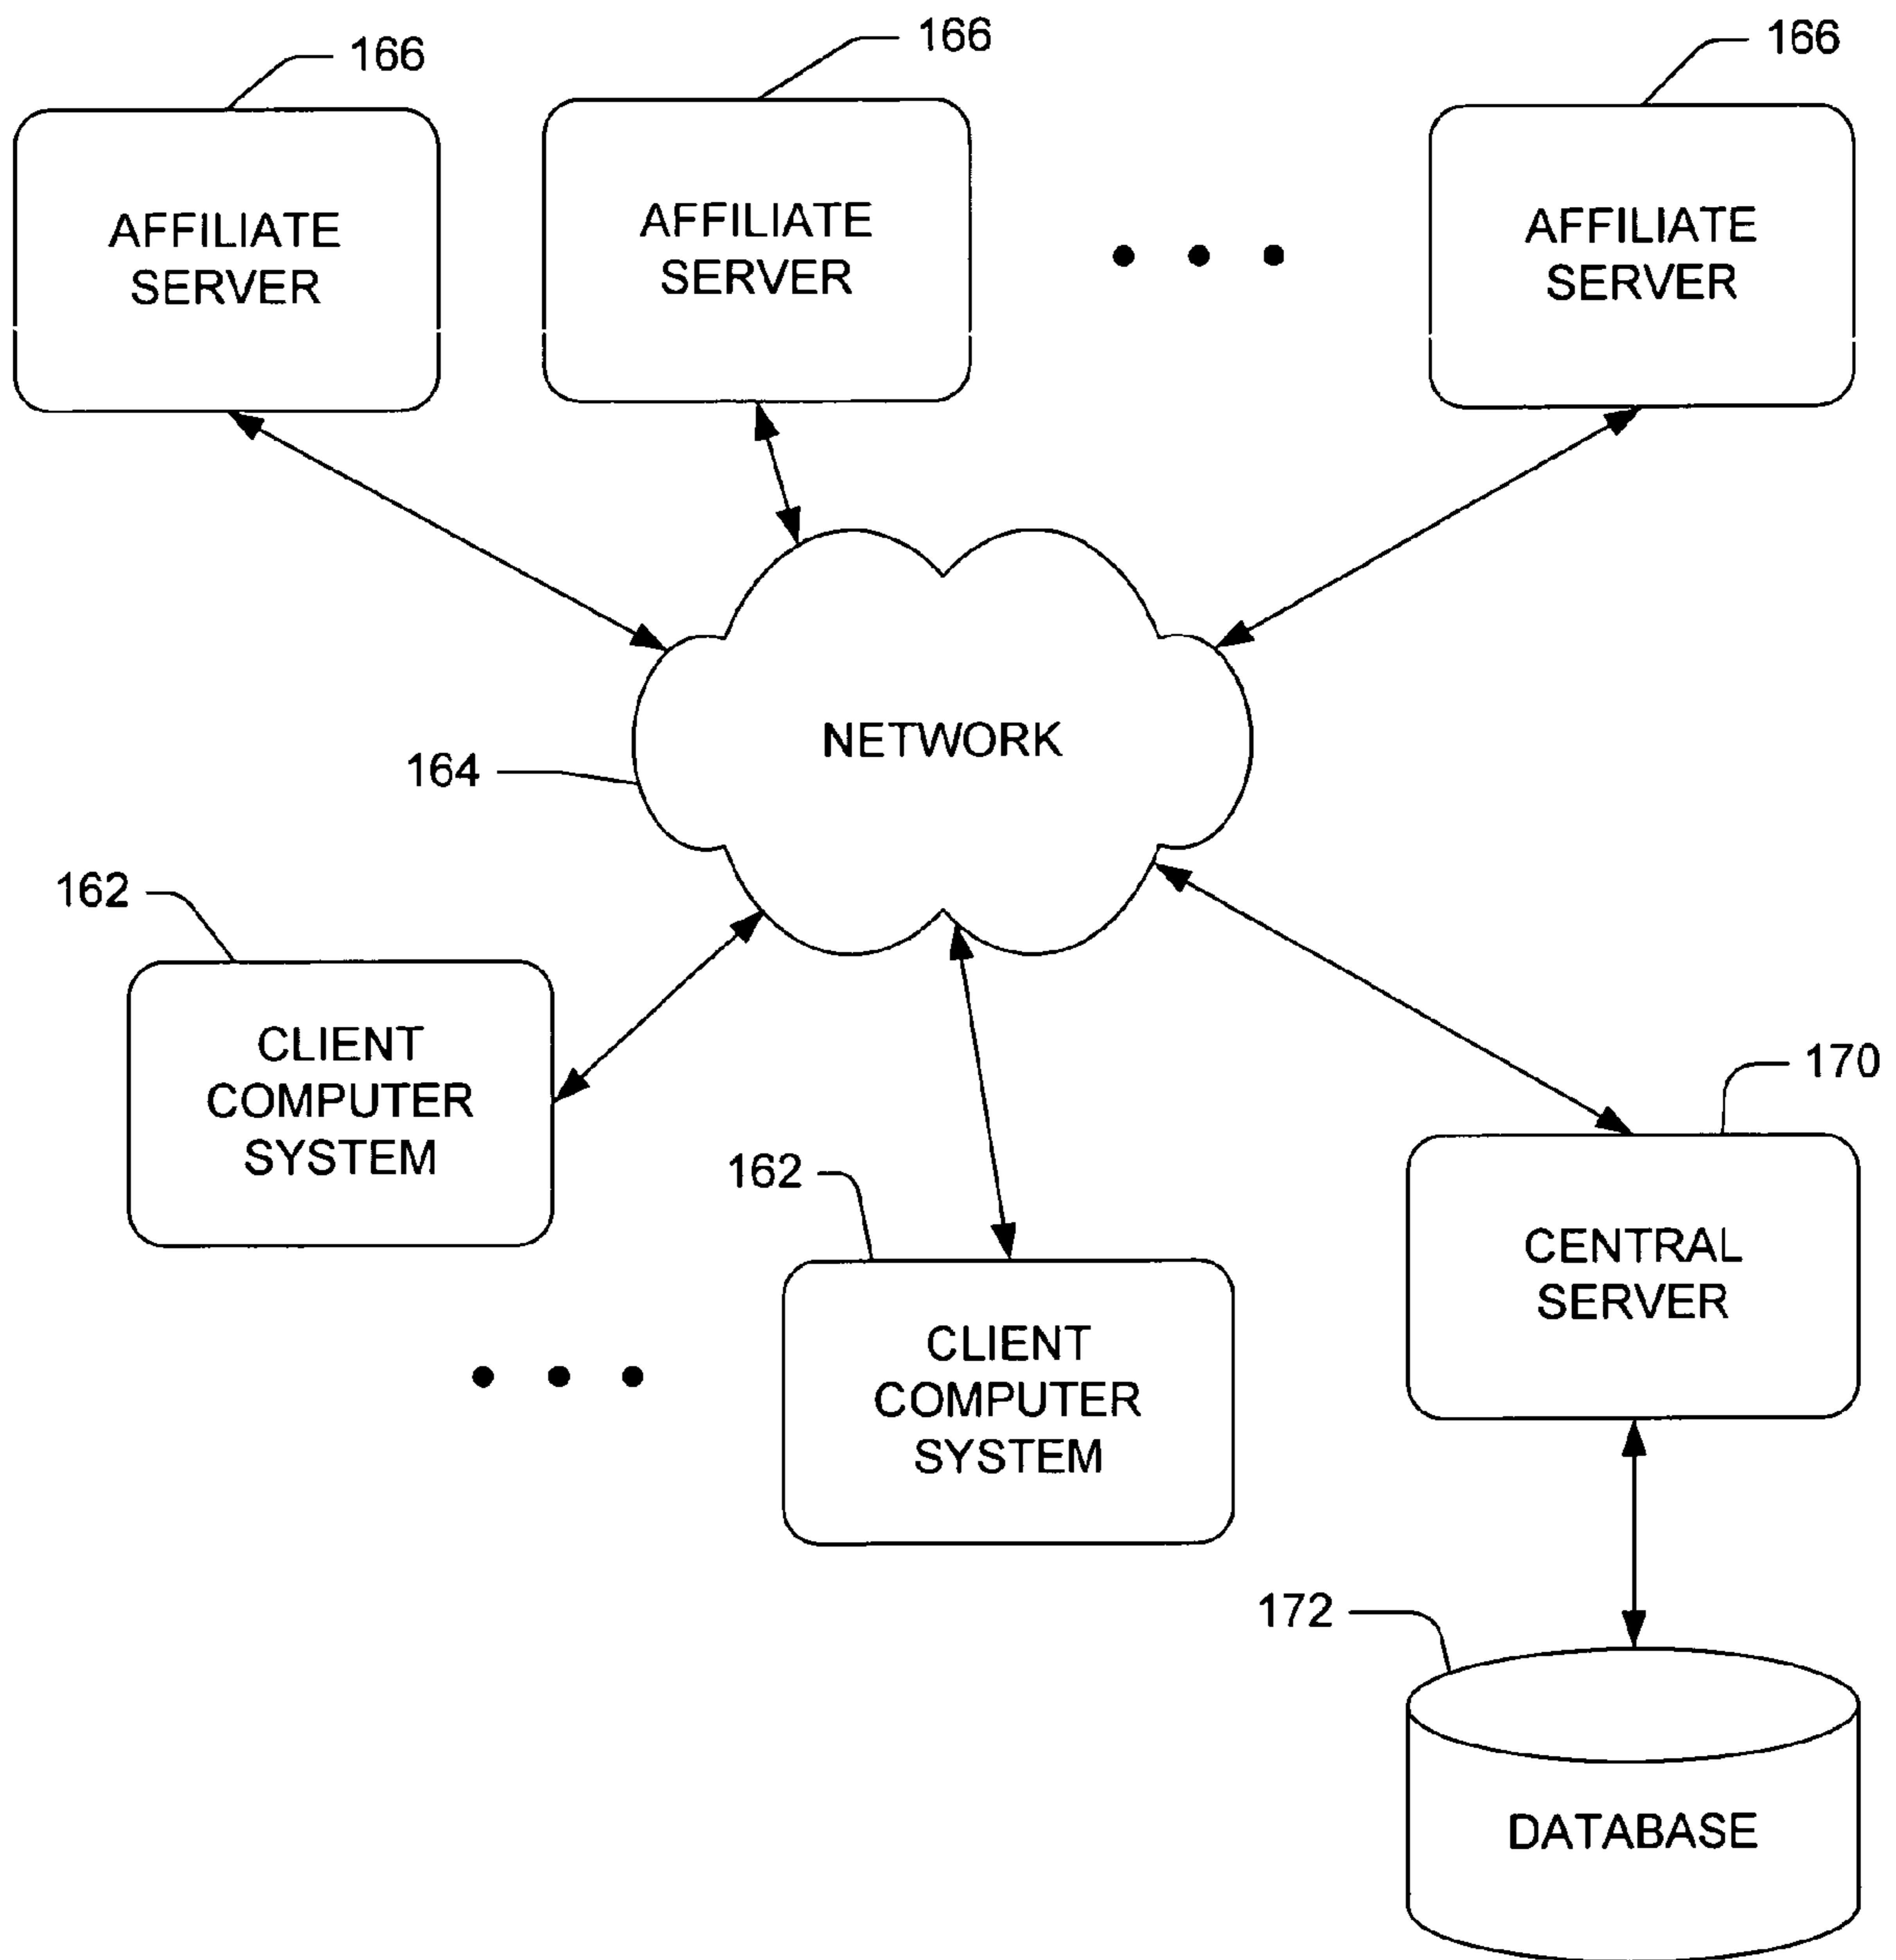 166
166
166
AFFILIATE
SERVER
AFFILIATE
SERVER
AFFILIATE
SERVER
NETWORK
164
162
CLIENT
COMPUTER
SYSTEM
170
162
CENTRAL
SERVER
CLIENT
COMPUTER
SYSTEM
172
DATABASE